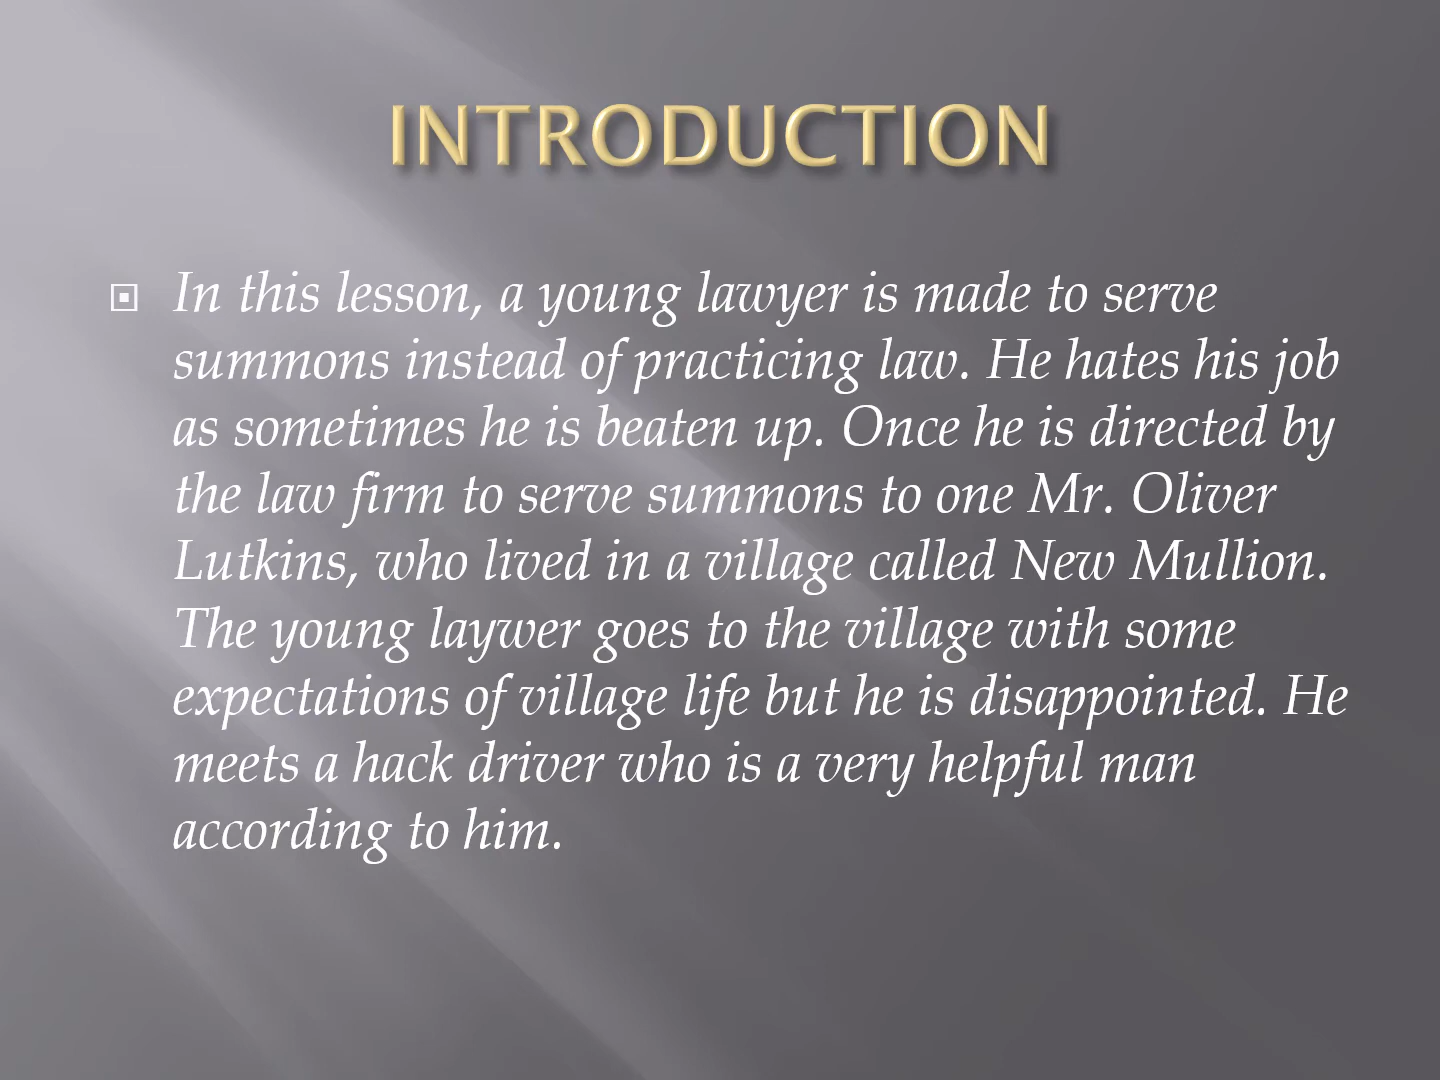 INTRODUCTION
In this lesson, a young lawyer is made to serve
summons instead of practicing law. He hates his job
as sometimes he is beaten up. Once he is directed by
the law firm to serve summons to one Mr. Oliver
Lutkins, who lived in a village called New Mullion.
The young laywer goes to the village with some
expectations of village life but he is disappointed. He
meets a hack driver who is a very helpful man
according to him.